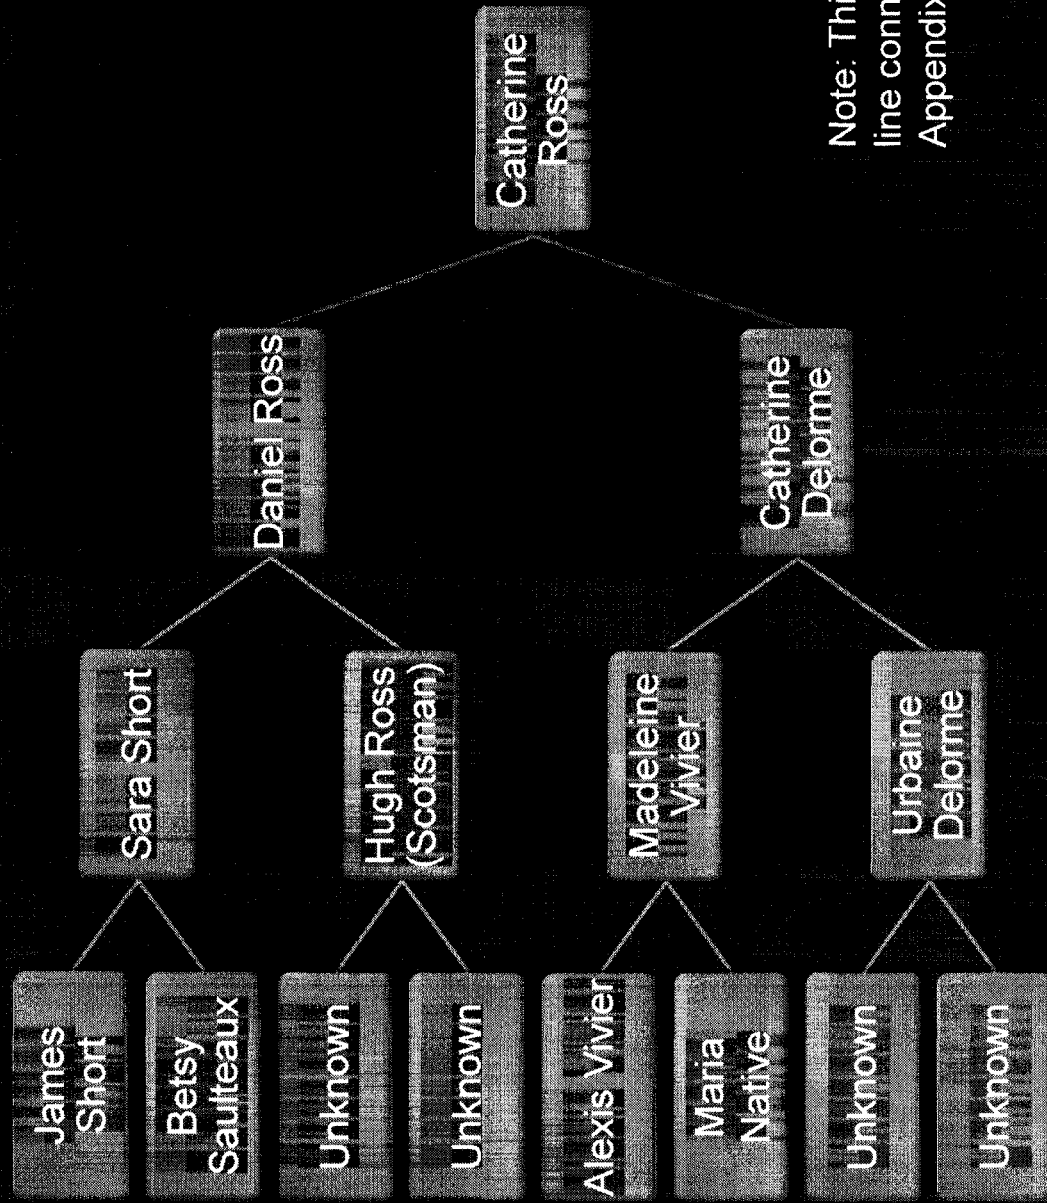 Unknown
Unknown
Maria
Native
Alexis Vivier
Unknown
Unknown
Betsy
Saulteaux
James
Short
Urbaine
Delorme
Madeleine
Vivier
Hugh Ross
(Scotsman)
Sara Short
Catherine
Delorme
Daniel Ross
Catherine
Ross
Note: Thi
line conn
Appendix